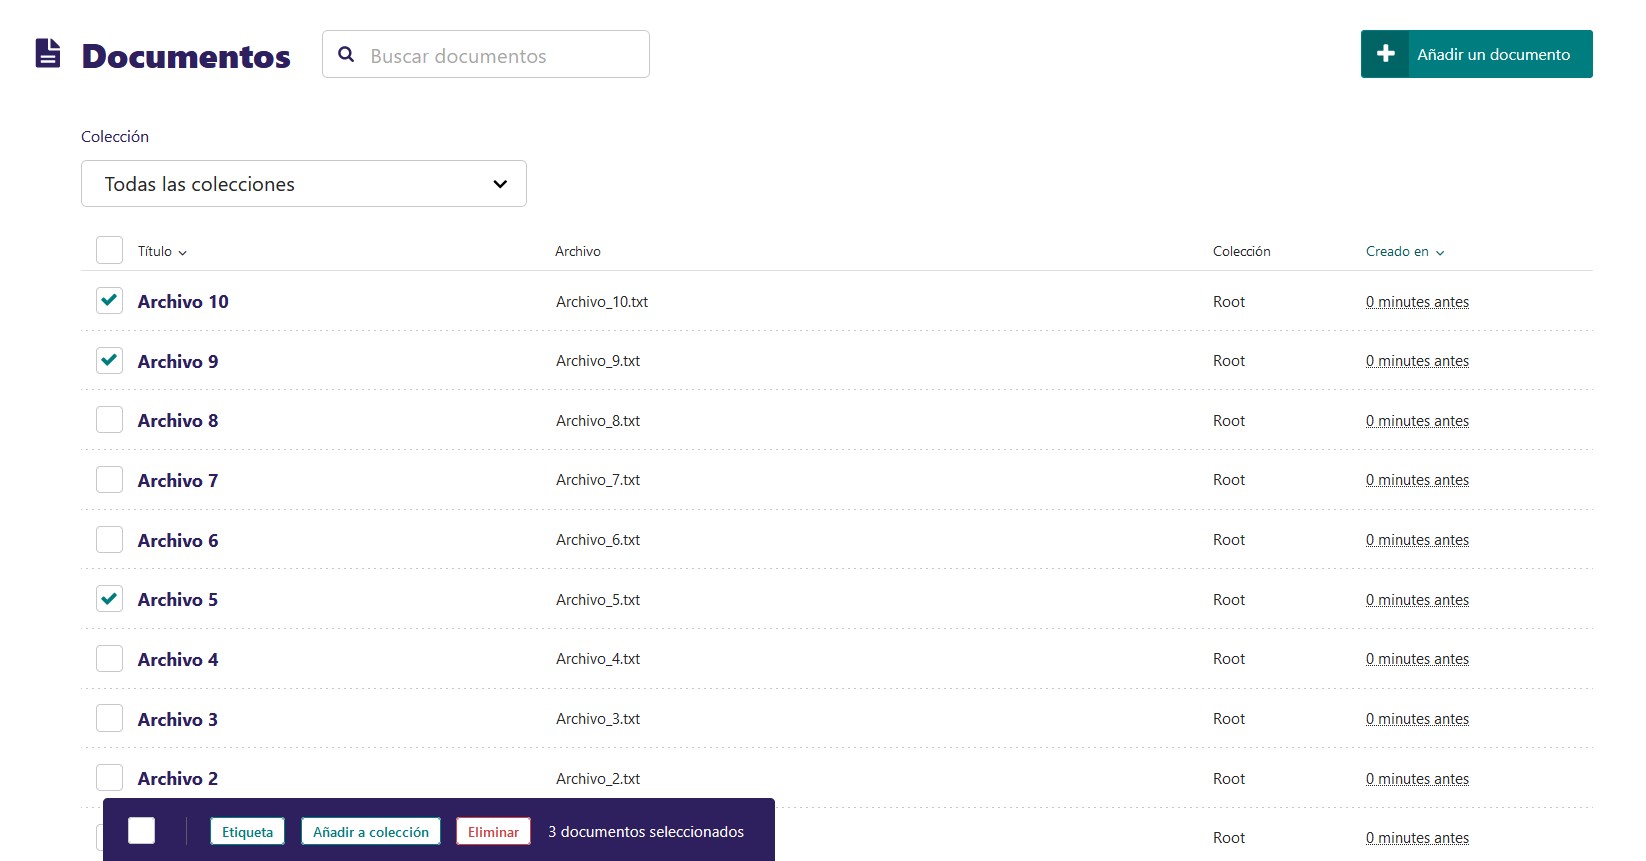 Documentos
Buscar documentos
Añadir un documento
Colección
Todas las colecciones
Título Archivo Colección Creado en
Archivo 10 Archivo_10.txt Root 0 minutes antes
Archivo 9 Archivo_9.txt Root 0 minutes antes
Archivo 8 Archivo_8.txt Root 0 minutes antes
Archivo 7 Archivo_7.txt Root 0 minutes antes
Archivo 6 Archivo_6.txt Root 0 minutes antes
Archivo 5 Archivo_5.txt Root 0 minutes antes
Archivo 4 Archivo_4.txt Root 0 minutes antes
Archivo 3 Archivo_3.txt Root 0 minutes antes
Archivo 2 Archivo_2.txt Root 0 minutes antes
Root 0 minutes antes
Etiqueta Añadir a colección Eliminar 3 documentos seleccionados